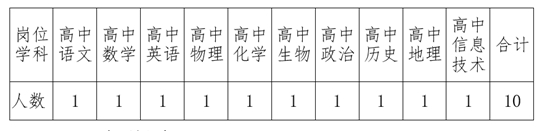 岗位学科 高中语文 高中数学 高中英语 高中物理 高中化学 高中生物 高中政治 高中历史 高中地理 高中信息技术 合计
人数 1 1 1 1 1 1 1 1 1 1 10